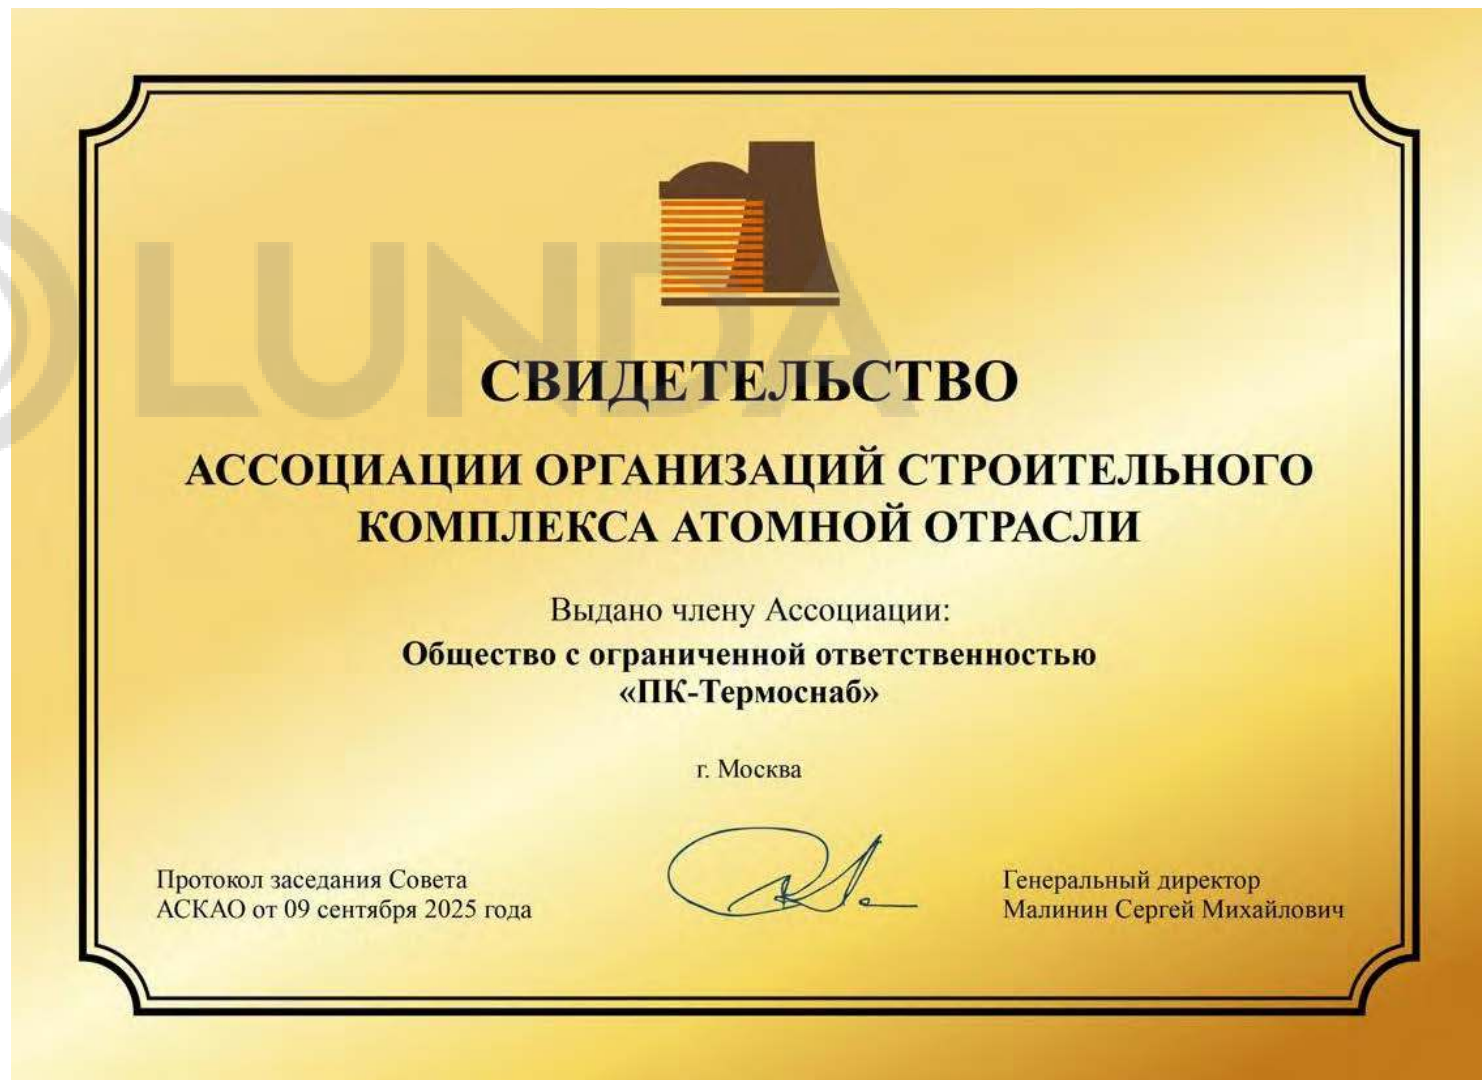 LUNDA
СВИДЕТЕЛЬСТВО
АССОЦИАЦИИ ОРГАНИЗАЦИЙ СТРОИТЕЛЬНОГО
КОМПЛЕКСА АТОМНОЙ ОТРАСЛИ
Выдано члену Ассоциации:
Общество с ограниченной ответственностью
«ПК-Термоснаб»
г. Москва
Протокол заседания Совета
АСКАО от 09 сентября 2025 года
Генеральный директор
Малинин Сергей Михайлович